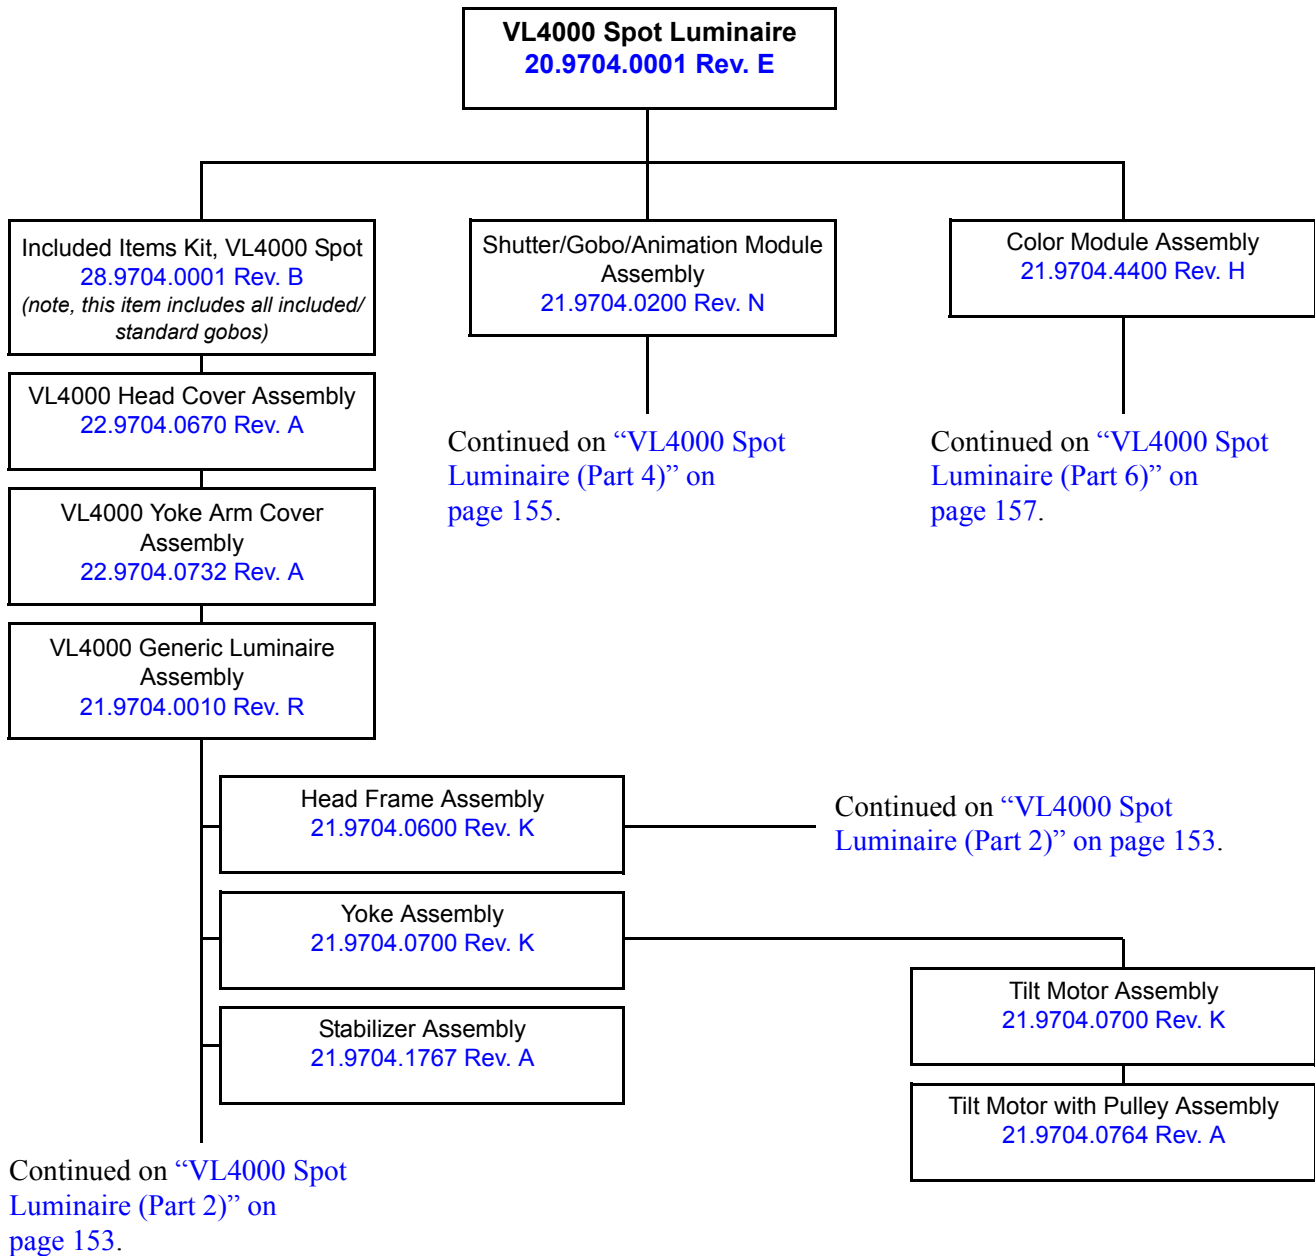 VL4000 Spot Luminaire
20.9704.0001 Rev. E
Included Items Kit, VL4000 Spot
28.9704.0001 Rev. B
(note, this item includes all included/
standard gobos)
Shutter/Gobo/Animation Module
Assembly
21.9704.0200 Rev. N
Color Module Assembly
21.9704.4400 Rev. H
VL4000 Head Cover Assembly
22.9704.0670 Rev. A
Continued on “VL4000 Spot
Luminaire (Part 4)” on
page 155.
Continued on “VL4000 Spot
Luminaire (Part 6)” on
page 157.
VL4000 Yoke Arm Cover
Assembly
22.9704.0732 Rev. A
VL4000 Generic Luminaire
Assembly
21.9704.0010 Rev. R
Head Frame Assembly
21.9704.0600 Rev. K
Continued on “VL4000 Spot
Luminaire (Part 2)” on page 153.
Yoke Assembly
21.9704.0700 Rev. K
Tilt Motor Assembly
21.9704.0700 Rev. K
Stabilizer Assembly
21.9704.1767 Rev. A
Tilt Motor with Pulley Assembly
21.9704.0764 Rev. A
Continued on “VL4000 Spot
Luminaire (Part 2)” on
page 153.